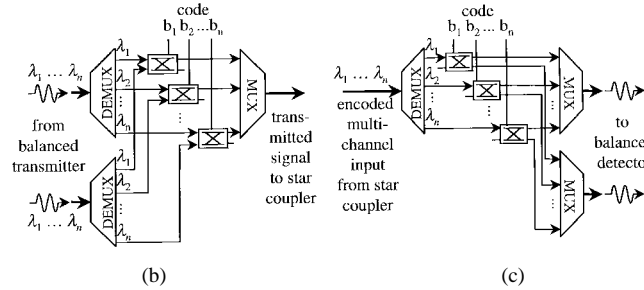 code
b₁ b₂ ... bₙ
λ₁ ... λₙ
DEMUX
λ₁
λ₂
...
λₙ
...
MUX
from
balanced
transmitter
trans-
mitted
signal
to star
coupler
DEMUX
λ₁
λ₂
...
λₙ
λ₁ ... λₙ
(b)
code
b₁ b₂ ... bₙ
λ₁ ... λₙ
encoded
multi-
channel
input
from star
coupler
DEMUX
λ₁
λ₂
...
λₙ
...
MUX
...
to
balance
detecto
...
MUX
(c)